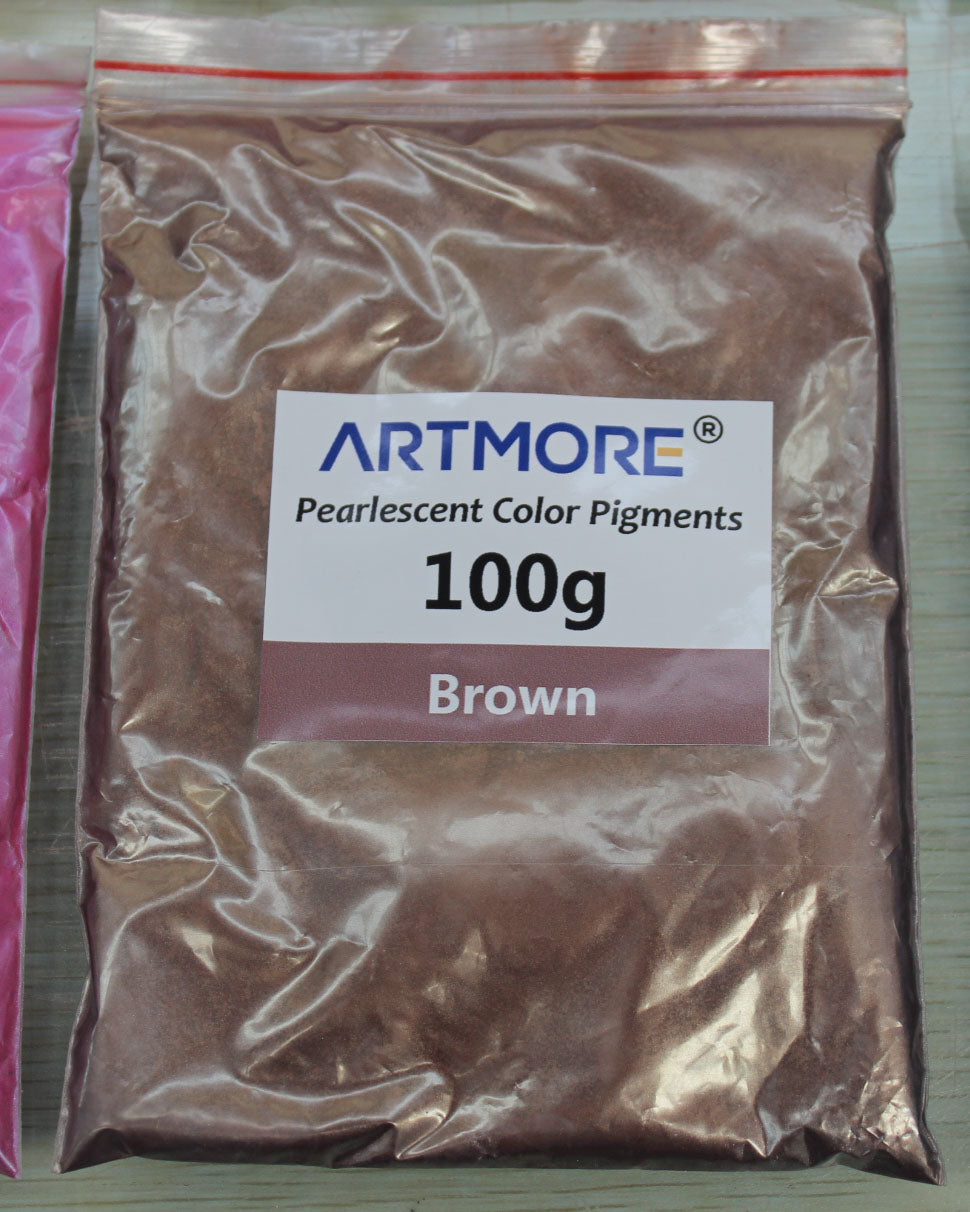 ARTMORE®
Pearlescent Color Pigments
100g
Brown